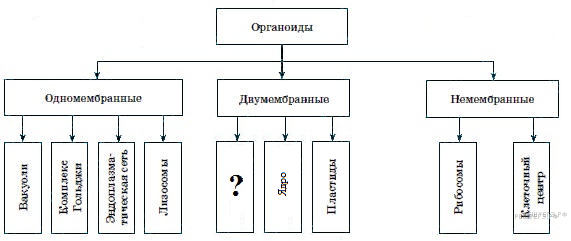 Органоиды
Одномембранные
Двумембранные
Немембранные
Вакуоли
Комплекс
Гольджи
Эндоплазма-
тическая сеть
Лизосомы
?
Ядро
Пластиды
Рибосомы
Клеточный
центр